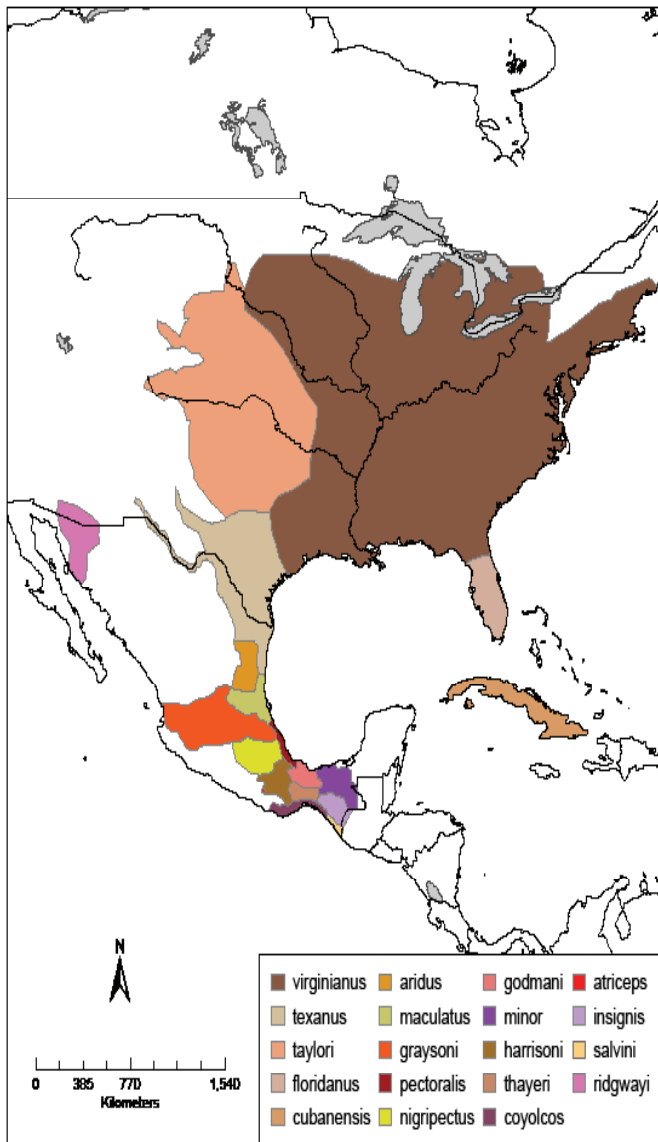 N
0 385 770 1,540
Kilometers
virginianus aridus godmani atriceps
texanus maculatus minor insignis
taylori graysoni harrisoni salvini
floridanus pectoralis thayeri ridgwayi
cubanensis nigripectus coyolcos